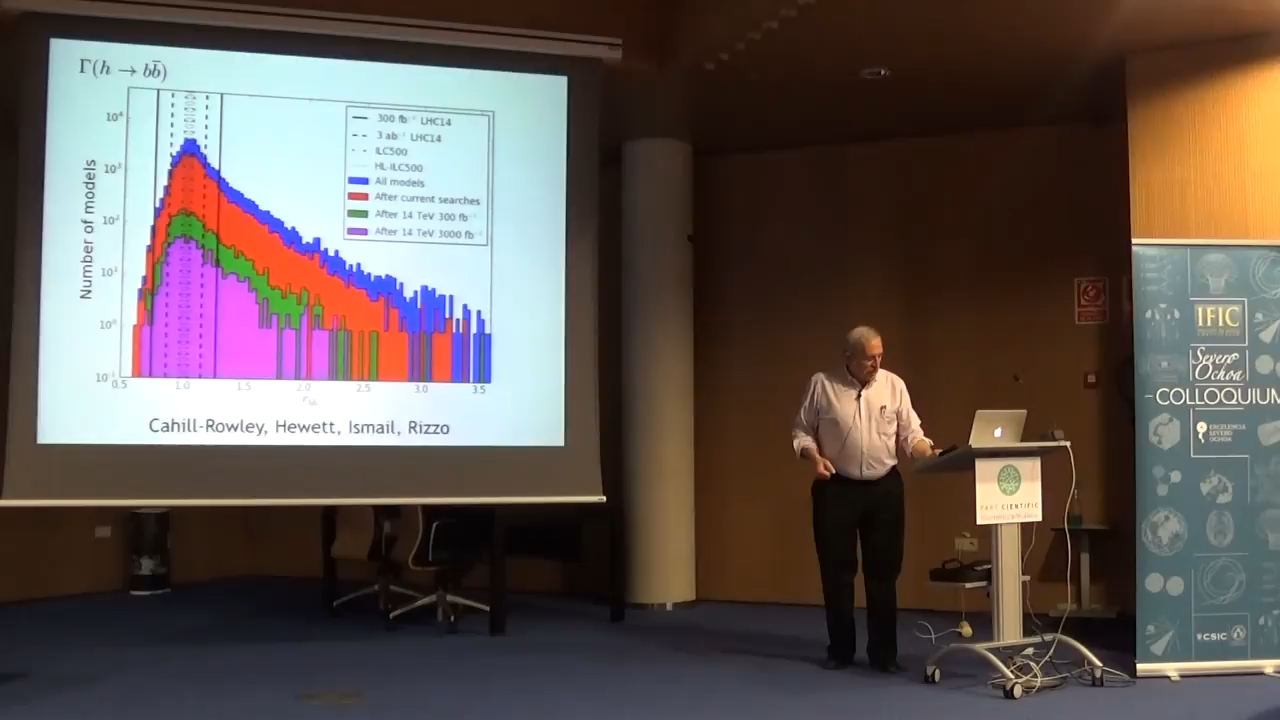 Γ(h → bb̄)
Number of models
10⁴
10³
10²
10¹
10⁰
10⁻¹
0.5 1.0 1.5 2.0 2.5 3.0 3.5
300 fb⁻¹ LHC14
3 ab⁻¹ LHC14
ILC500
HL-ILC500
All models
After current searches
After 14 TeV 300 fb⁻¹
After 14 TeV 3000 fb⁻¹
Cahill-Rowley, Hewett, Ismail, Rizzo
PARC CIENTIFIC
IFIC
Severo
Ochoa
COLLOQUIUM
EXCELENCIA
SEVERO
OCHOA
CSIC